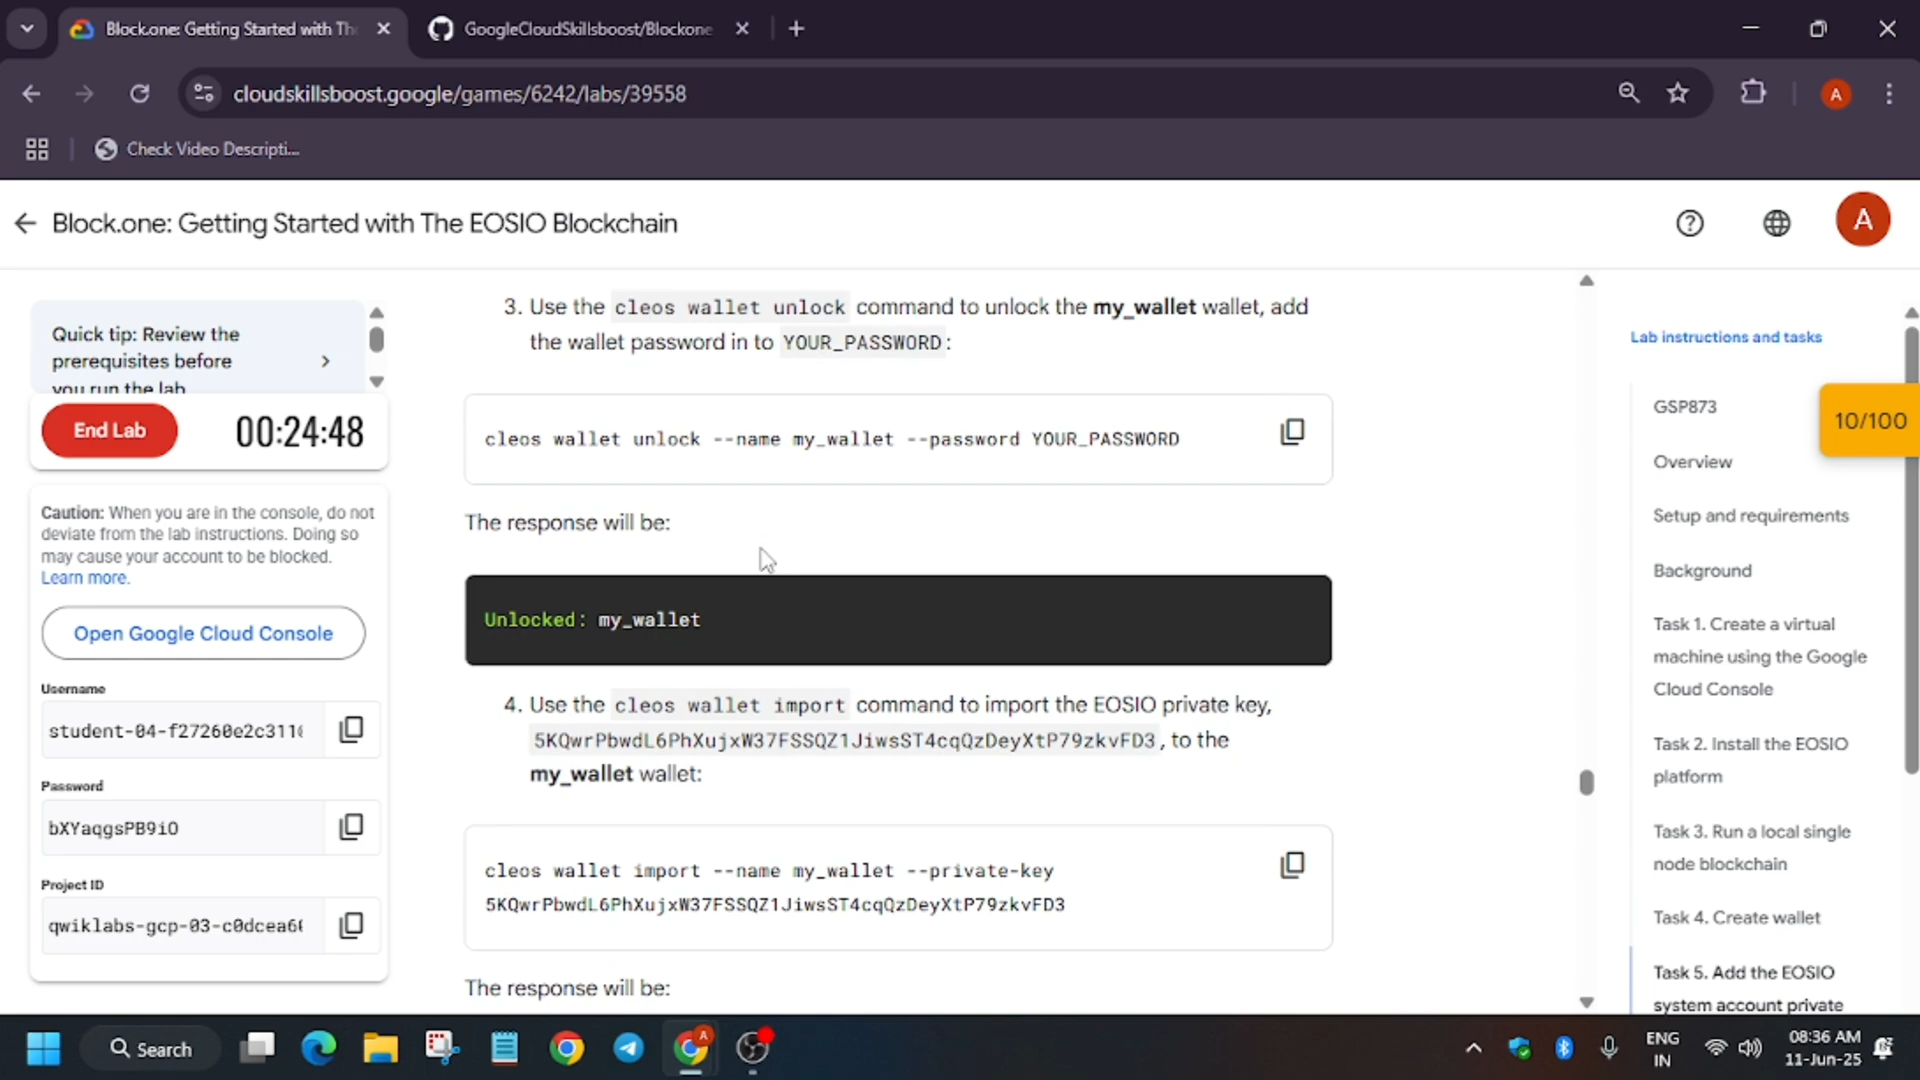 Block.one: Getting Started with Th
GoogleCloudSkillsboost/Blockone
cloudskillsboost.google/games/6242/labs/39558
A
Check Video Descripti...
Block.one: Getting Started with The EOSIO Blockchain
A
Quick tip: Review the
prerequisites before
you run the lab
End Lab
00:24:48
Caution: When you are in the console, do not
deviate from the lab instructions. Doing so
may cause your account to be blocked.
Learn more.
Open Google Cloud Console
Username
student-04-f27260e2c311
Password
bXYaqgsPB9iO
Project ID
qwiklabs-gcp-03-c0dcea6
3. Use the cleos wallet unlock command to unlock the my_wallet wallet, add
the wallet password in to YOUR_PASSWORD:
cleos wallet unlock --name my_wallet --password YOUR_PASSWORD
The response will be:
Unlocked: my_wallet
4. Use the cleos wallet import command to import the EOSIO private key,
5KQwrPbwdL6PhXujxW37FSSQZ1JiwsST4cqQzDeyXtP79zkvFD3, to the
my_wallet wallet:
cleos wallet import --name my_wallet --private-key
5KQwrPbwdL6PhXujxW37FSSQZ1JiwsST4cqQzDeyXtP79zkvFD3
The response will be:
Lab instructions and tasks
GSP873
10/100
Overview
Setup and requirements
Background
Task 1. Create a virtual
machine using the Google
Cloud Console
Task 2. Install the EOSIO
platform
Task 3. Run a local single
node blockchain
Task 4. Create wallet
Task 5. Add the EOSIO
system account private
Search
A
ENG
IN
08:36 AM
11-Jun-25